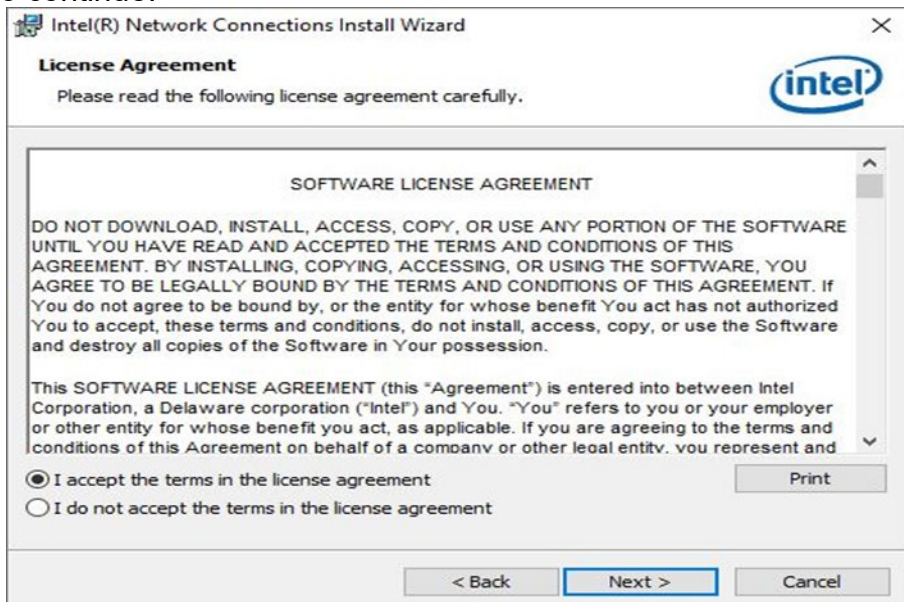 Intel(R) Network Connections Install Wizard
License Agreement
Please read the following license agreement carefully.
intel
SOFTWARE LICENSE AGREEMENT
DO NOT DOWNLOAD, INSTALL, ACCESS, COPY, OR USE ANY PORTION OF THE SOFTWARE
UNTIL YOU HAVE READ AND ACCEPTED THE TERMS AND CONDITIONS OF THIS
AGREEMENT. BY INSTALLING, COPYING, ACCESSING, OR USING THE SOFTWARE, YOU
AGREE TO BE LEGALLY BOUND BY THE TERMS AND CONDITIONS OF THIS AGREEMENT. If
You do not agree to be bound by, or the entity for whose benefit You act has not authorized
You to accept, these terms and conditions, do not install, access, copy, or use the Software
and destroy all copies of the Software in Your possession.
This SOFTWARE LICENSE AGREEMENT (this “Agreement”) is entered into between Intel
Corporation, a Delaware corporation (“Intel”) and You. “You” refers to you or your employer
or other entity for whose benefit you act, as applicable. If you are agreeing to the terms and
conditions of this Agreement on behalf of a company or other legal entity, you represent and
I accept the terms in the license agreement
Print
I do not accept the terms in the license agreement
< Back
Next >
Cancel